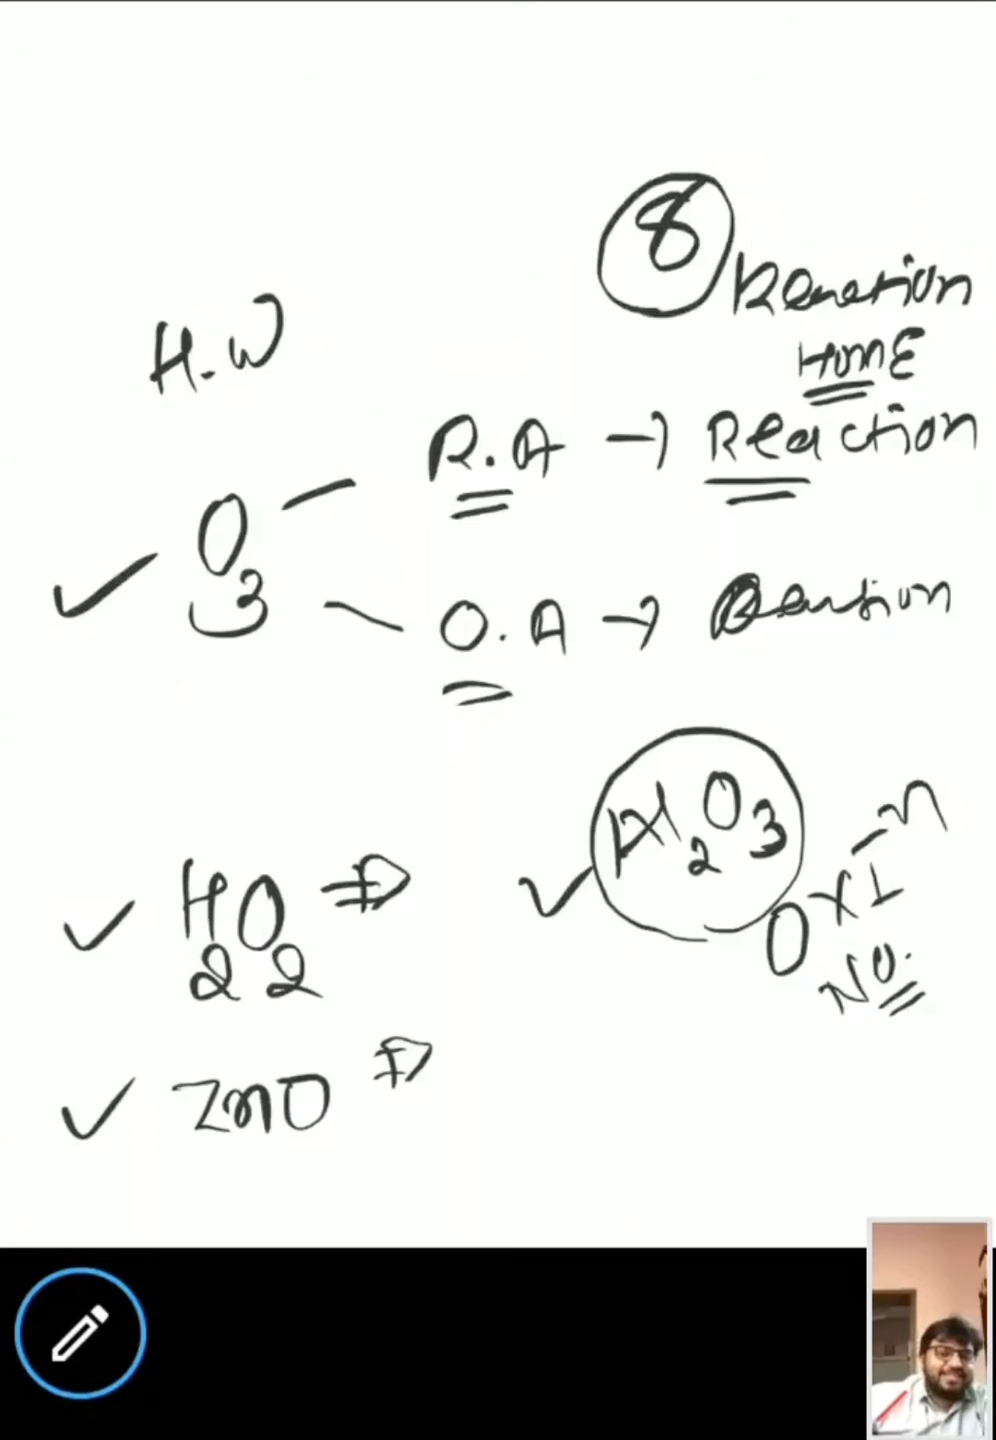 8
Reaction
HOME
H.W
R.A → Reaction
O3
O.A → Reaction
Al2O3
OXI-n
NO.
H2O2 ⇒
ZnO ⇒